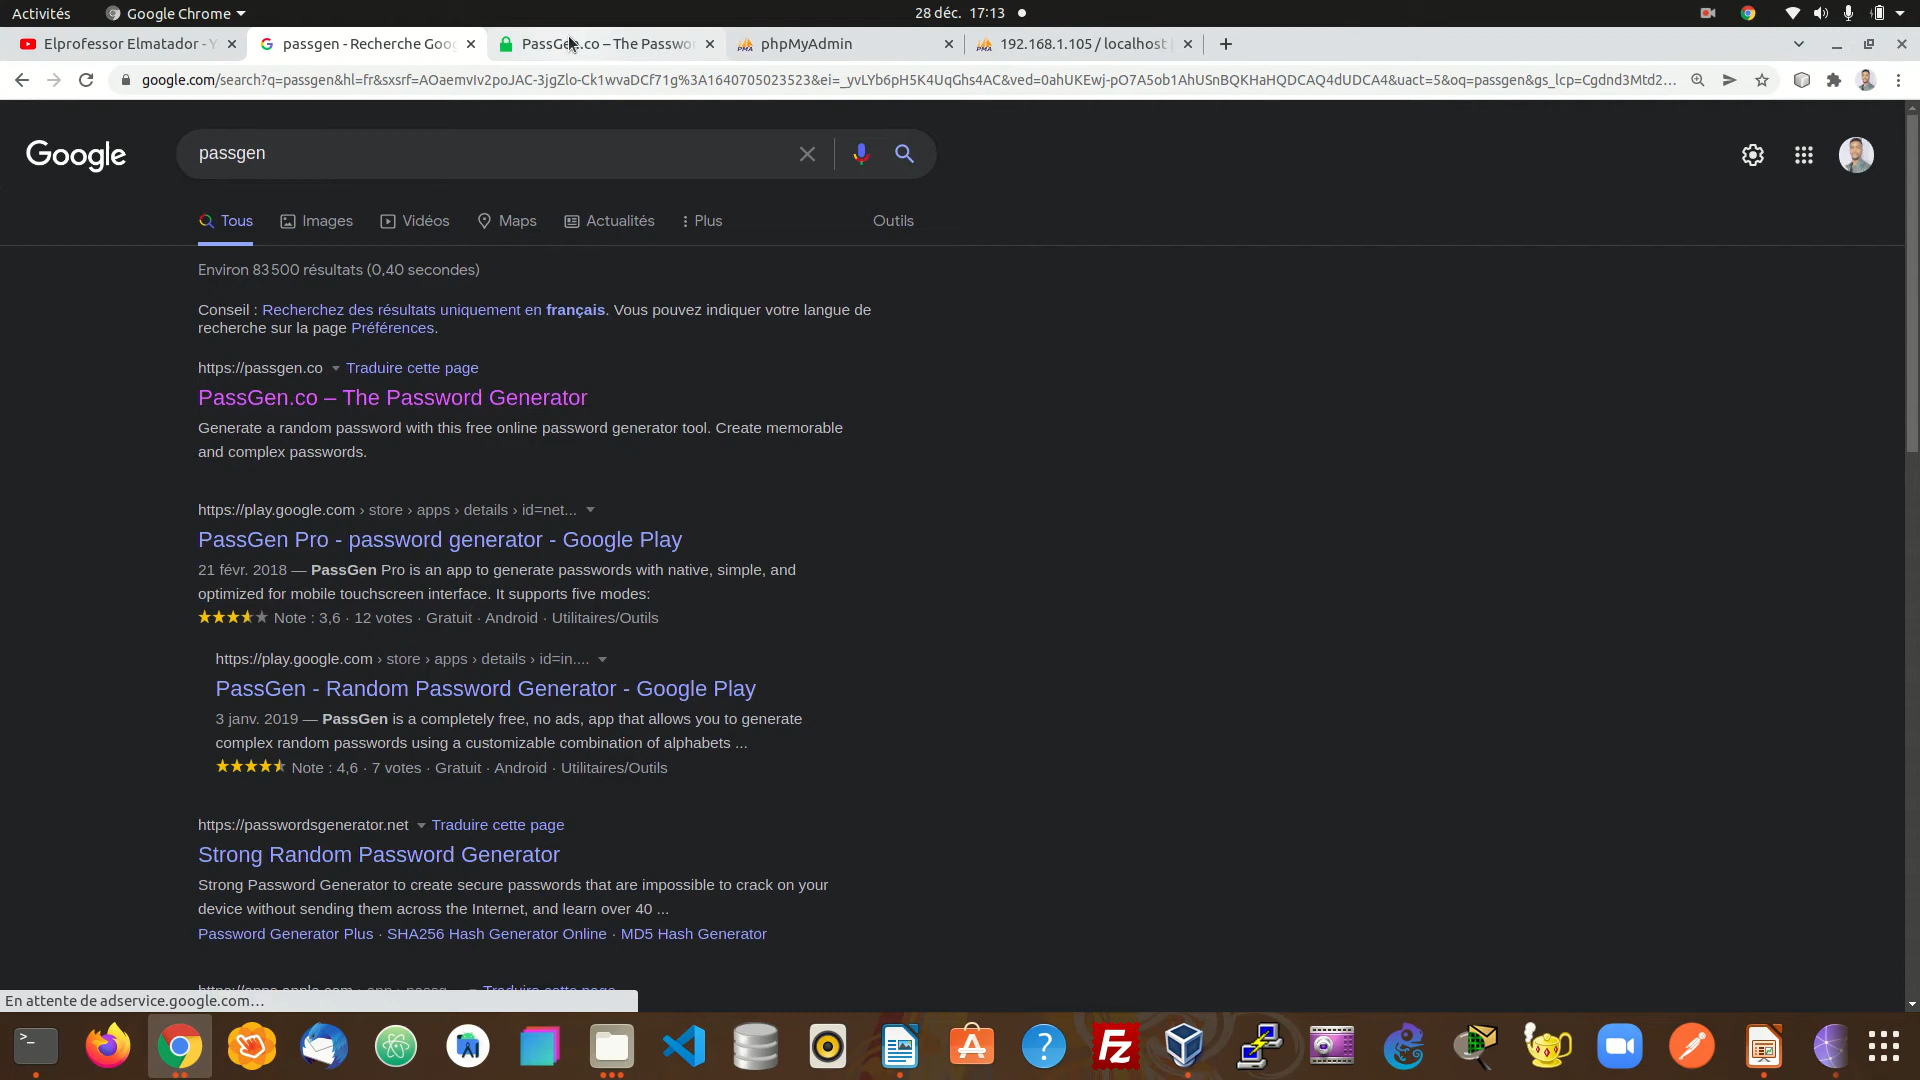 Activités Google Chrome 28 déc. 17:13
Elprofessor Elmatador - passgen - Recherche Goog PassGen.co – The Passwor phpMyAdmin 192.168.1.105 / localhost
google.com/search?q=passgen&hl=fr&sxsrf=AOaemvIv2poJAC-3jgZlo-Ck1wvaDCf71g%3A1640705023523&ei=_yvLYb6pH5K4UqGhs4AC&ved=0ahUKEwj-pO7A5ob1AhUSnBQKHaHQDCAQ4dUDCA4&uact=5&oq=passgen&gs_lcp=Cgdnd3Mtd2...
Google passgen
Tous Images Vidéos Maps Actualités Plus Outils
Environ 83 500 résultats (0,40 secondes)
Conseil : Recherchez des résultats uniquement en français. Vous pouvez indiquer votre langue de
recherche sur la page Préférences.
https://passgen.co Traduire cette page
PassGen.co – The Password Generator
Generate a random password with this free online password generator tool. Create memorable
and complex passwords.
https://play.google.com › store › apps › details › id=net...
PassGen Pro - password generator - Google Play
21 févr. 2018 — PassGen Pro is an app to generate passwords with native, simple, and
optimized for mobile touchscreen interface. It supports five modes:
Note : 3,6 · 12 votes · Gratuit · Android · Utilitaires/Outils
https://play.google.com › store › apps › details › id=in....
PassGen - Random Password Generator - Google Play
3 janv. 2019 — PassGen is a completely free, no ads, app that allows you to generate
complex random passwords using a customizable combination of alphabets ...
Note : 4,6 · 7 votes · Gratuit · Android · Utilitaires/Outils
https://passwordsgenerator.net Traduire cette page
Strong Random Password Generator
Strong Password Generator to create secure passwords that are impossible to crack on your
device without sending them across the Internet, and learn over 40 ...
Password Generator Plus · SHA256 Hash Generator Online · MD5 Hash Generator
En attente de adservice.google.com…